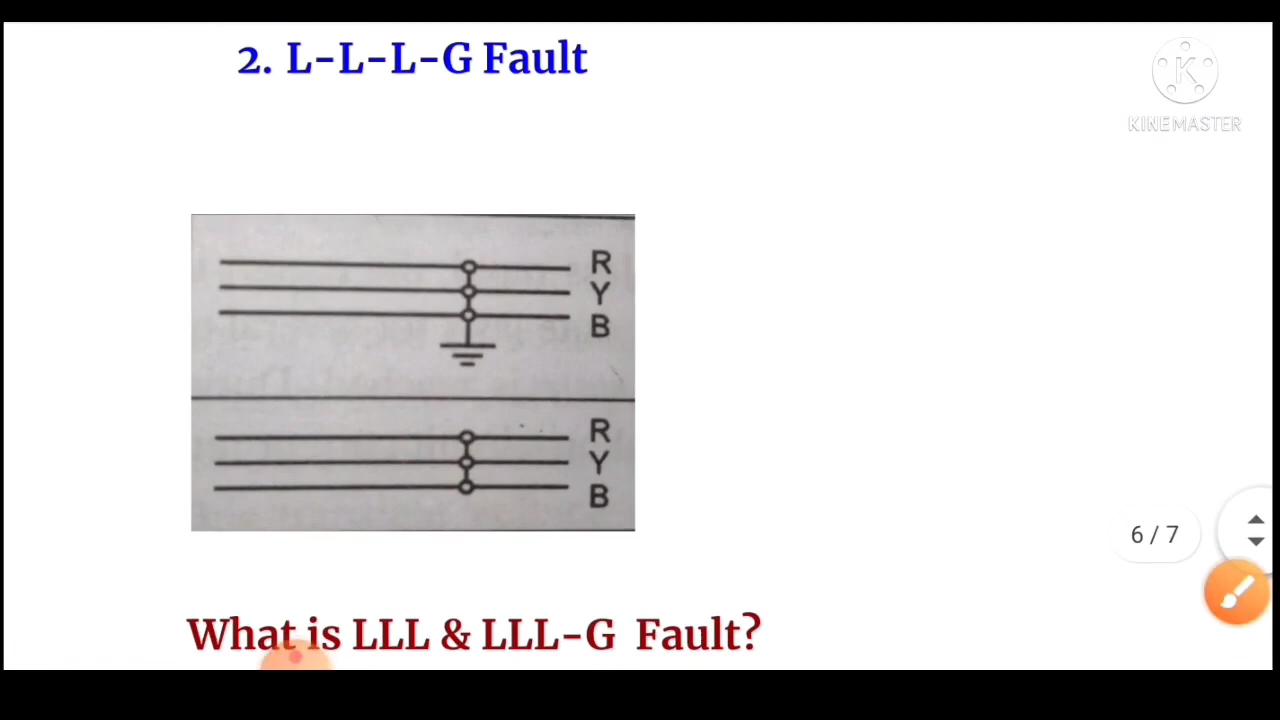 2. L-L-L-G Fault
K
KINEMASTER
R
Y
B
R
Y
B
6 / 7
What is LLL & LLL-G Fault?